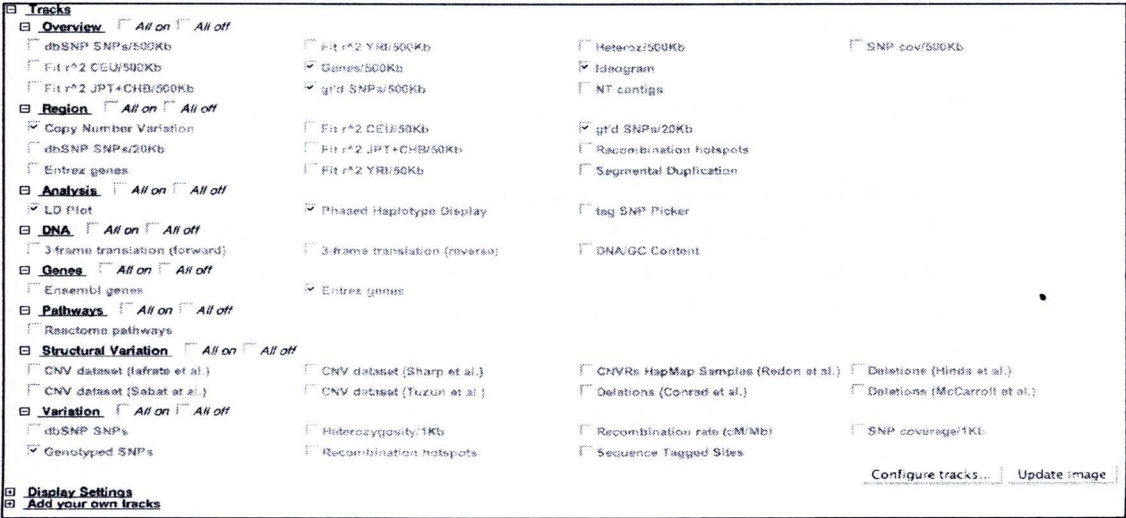 Tracks
Overview All on All off
dbSNP SNPs/500Kb Fit r^2 YRI/500Kb Heteroz/500Kb SNP cov/500Kb
Fit r^2 CEU/500Kb Genes/500Kb Ideogram
Fit r^2 JPT+CHB/500Kb gt'd SNPs/500Kb NT contigs
Region All on All off
Copy Number Variation Fit r^2 CEU/50Kb gt'd SNPs/20Kb
dbSNP SNPs/20Kb Fit r^2 JPT+CHB/50Kb Recombination hotspots
Entrez genes Fit r^2 YRI/50Kb Segmental Duplication
Analysis All on All off
LD Plot Phased Haplotype Display tag SNP Picker
DNA All on All off
3-frame translation (forward) 3-frame translation (reverse) DNA/GC Content
Genes All on All off
Ensembl genes Entrez genes
Pathways All on All off
Reactome pathways
Structural Variation All on All off
CNV dataset (Iafrate et al.) CNV dataset (Sharp et al.) CNVRs HapMap Samples (Redon et al.) Deletions (Hinds et al.)
CNV dataset (Sebat et al.) CNV dataset (Tuzun et al.) Deletions (Conrad et al.) Deletions (McCarroll et al.)
Variation All on All off
dbSNP SNPs Heterozygosity/1Kb Recombination rate (cM/Mb) SNP coverage/1Kb
Genotyped SNPs Recombination hotspots Sequence Tagged Sites
Configure tracks... Update image
Display Settings
Add your own tracks